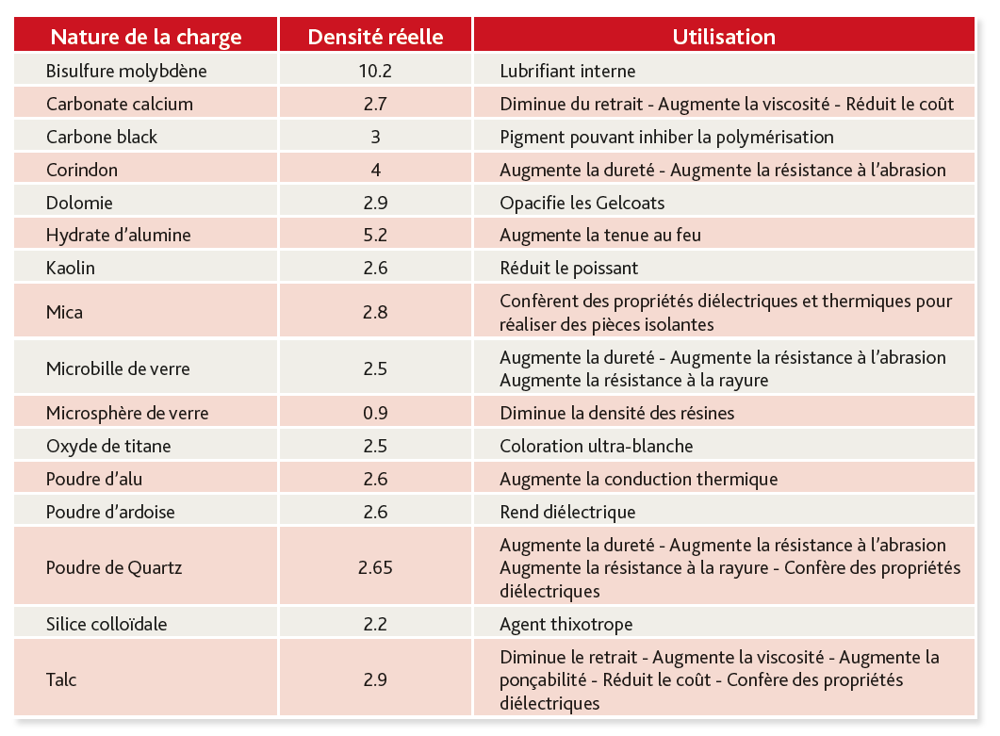 Nature de la charge Densité réelle Utilisation
Bisulfure molybdène 10.2 Lubrifiant interne
Carbonate calcium 2.7 Diminue du retrait - Augmente la viscosité - Réduit le coût
Carbone black 3 Pigment pouvant inhiber la polymérisation
Corindon 4 Augmente la dureté - Augmente la résistance à l'abrasion
Dolomie 2.9 Opacifie les Gelcoats
Hydrate d'alumine 5.2 Augmente la tenue au feu
Kaolin 2.6 Réduit le poissant
Mica 2.8 Confèrent des propriétés diélectriques et thermiques pour
réaliser des pièces isolantes
Microbille de verre 2.5 Augmente la dureté - Augmente la résistance à l'abrasion
Augmente la résistance à la rayure
Microsphère de verre 0.9 Diminue la densité des résines
Oxyde de titane 2.5 Coloration ultra-blanche
Poudre d'alu 2.6 Augmente la conduction thermique
Poudre d'ardoise 2.6 Rend diélectrique
Poudre de Quartz 2.65 Augmente la dureté - Augmente la résistance à l'abrasion
Augmente la résistance à la rayure - Confère des propriétés
diélectriques
Silice colloïdale 2.2 Agent thixotrope
Talc 2.9 Diminue le retrait - Augmente la viscosité - Augmente la
ponçabilité - Réduit le coût - Confère des propriétés
diélectriques